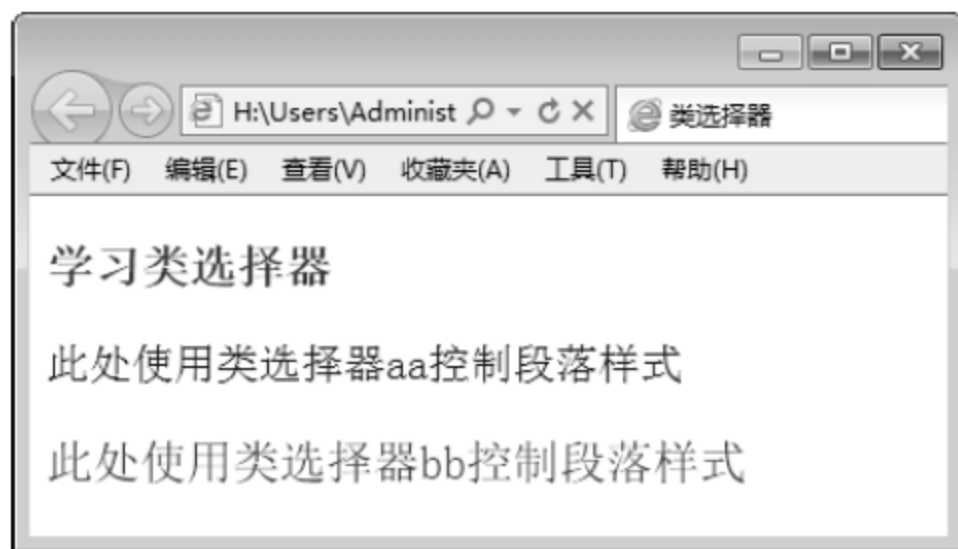 H:\Users\Administ 类选择器
文件(F) 编辑(E) 查看(V) 收藏夹(A) 工具(T) 帮助(H)
学习类选择器
此处使用类选择器aa控制段落样式
此处使用类选择器bb控制段落样式